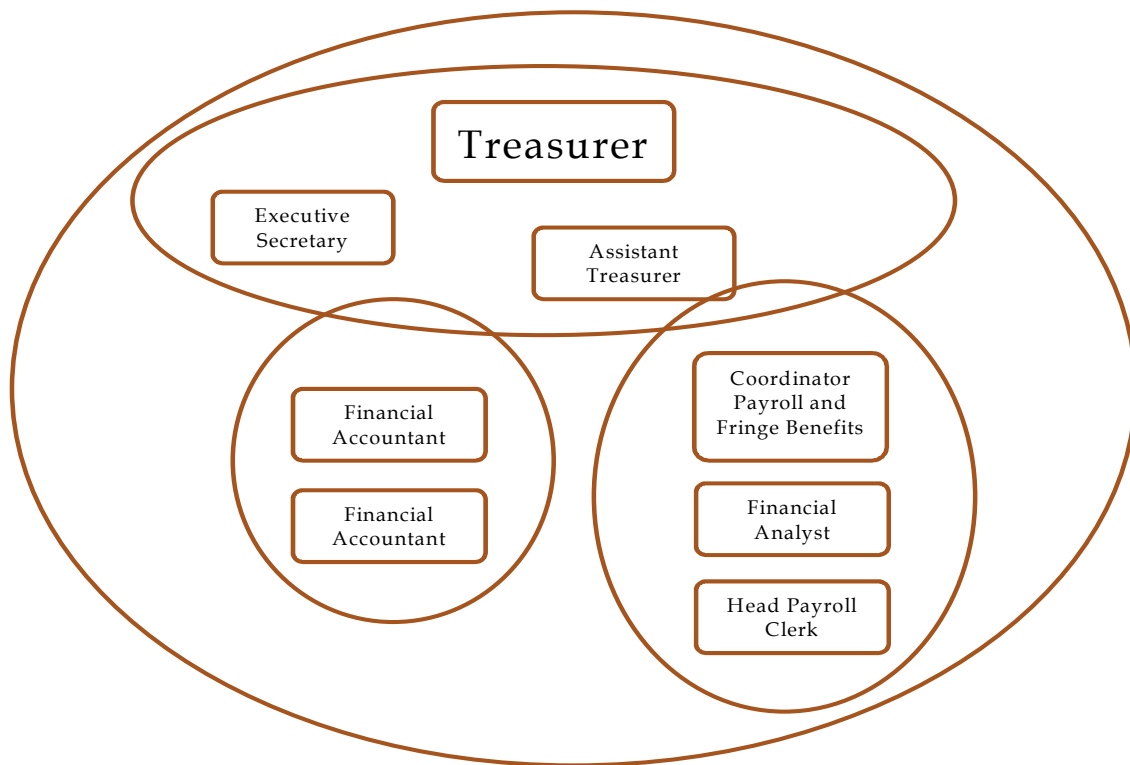 Treasurer
Executive
Secretary
Assistant
Treasurer
Financial
Accountant
Financial
Accountant
Coordinator
Payroll and
Fringe Benefits
Financial
Analyst
Head Payroll
Clerk